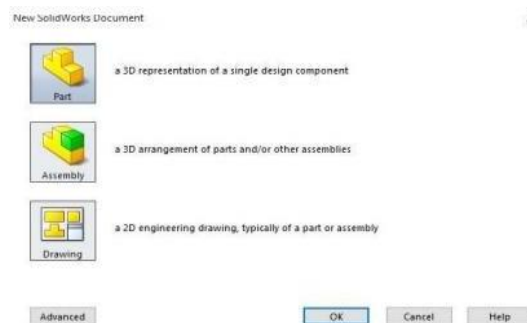 New SolidWorks Document
a 3D representation of a single design component
Part
a 3D arrangement of parts and/or other assemblies
Assembly
a 2D engineering drawing, typically of a part or assembly
Drawing
Advanced OK Cancel Help